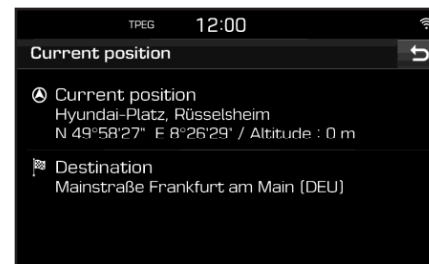 TPEG 12:00
Current position
Current position
Hyundai-Platz, Rüsselsheim
N 49°58'27" E 8°26'29' / Altitude : 0 m
Destination
Mainstraße Frankfurt am Main (DEU)